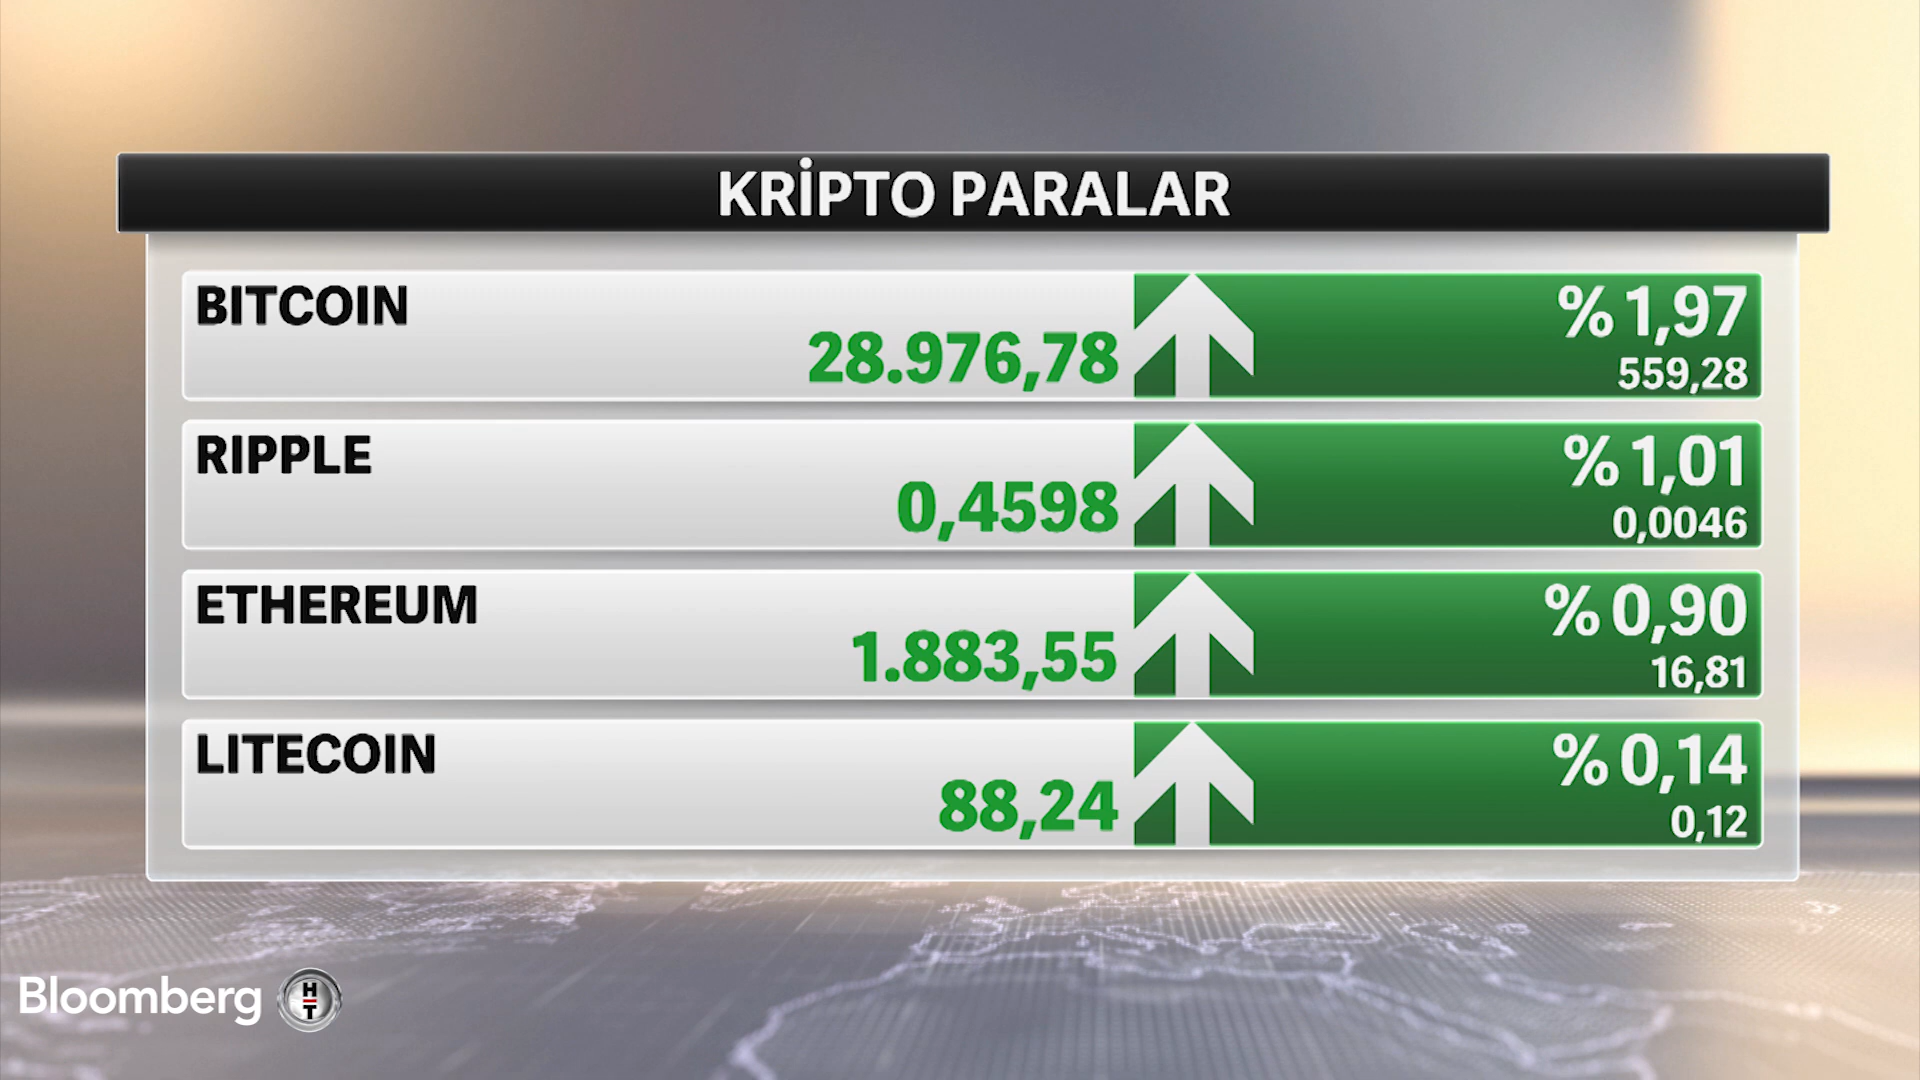 KRİPTO PARALAR
BITCOIN
28.976,78
% 1,97
559,28
RIPPLE
0,4598
% 1,01
0,0046
ETHEREUM
1.883,55
% 0,90
16,81
LITECOIN
88,24
% 0,14
0,12
Bloomberg HT